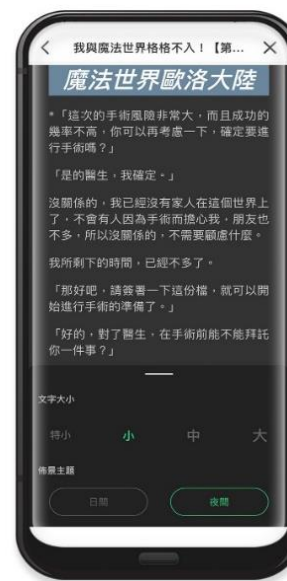 我與魔法世界格格不入！【第...
魔法世界歐洛大陸
*「這次的手術風險非常大，而且成功的
幾率不高，你可以再考慮一下，確定要進
行手術嗎？」
「是的醫生，我確定。」
沒關係的，我已經沒有家人在這個世界上
了，不會有人因為手術而擔心我，朋友也
不多，所以沒關係的，不需要顧慮什麼。
我所剩下的時間，已經不多了。
「那好吧，請簽署一下這份檔，就可以開
始進行手術的準備了。」
「好的，對了醫生，在手術前能不能拜託
你一件事？」
文字大小
特小 小 中 大
佈景主題
日間 夜間